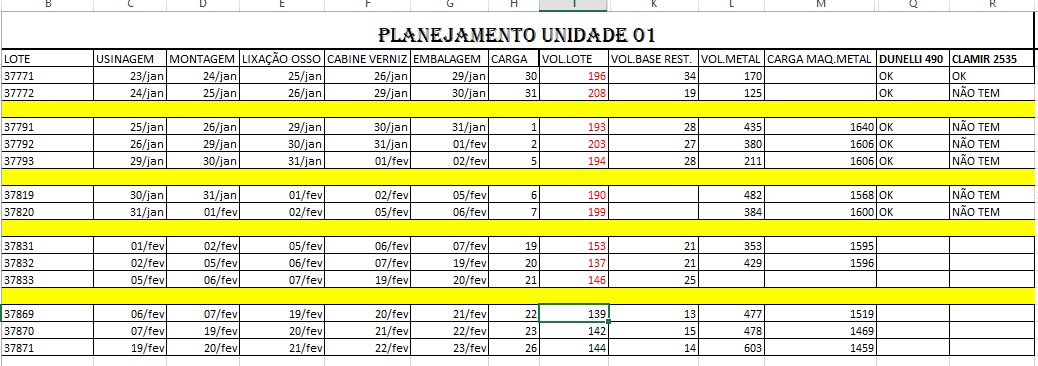 B C D E F G H I K L M Q R
PLANEJAMENTO UNIDADE 01
LOTE USINAGEM MONTAGEM LIXAÇÃO OSSO CABINE VERNIZ EMBALAGEM CARGA VOL.LOTE VOL.BASE REST. VOL.METAL CARGA MAQ.METAL DUNELLI 490 CLAMIR 2535
37771 23/jan 24/jan 25/jan 26/jan 29/jan 30 196 34 170 OK OK
37772 24/jan 25/jan 26/jan 29/jan 30/jan 31 208 19 125 OK NÃO TEM
37791 25/jan 26/jan 29/jan 30/jan 31/jan 1 193 28 435 1640 OK NÃO TEM
37792 26/jan 29/jan 30/jan 31/jan 01/fev 2 203 27 380 1606 OK NÃO TEM
37793 29/jan 30/jan 31/jan 01/fev 02/fev 5 194 28 211 1606 OK NÃO TEM
37819 30/jan 31/jan 01/fev 02/fev 05/fev 6 190 482 1568 OK NÃO TEM
37820 31/jan 01/fev 02/fev 05/fev 06/fev 7 199 384 1600 OK NÃO TEM
37831 01/fev 02/fev 05/fev 06/fev 07/fev 19 153 21 353 1595
37832 02/fev 05/fev 06/fev 07/fev 19/fev 20 137 21 429 1596
37833 05/fev 06/fev 07/fev 19/fev 20/fev 21 146 25
37869 06/fev 07/fev 19/fev 20/fev 21/fev 22 139 13 477 1519
37870 07/fev 19/fev 20/fev 21/fev 22/fev 23 142 15 478 1469
37871 19/fev 20/fev 21/fev 22/fev 23/fev 26 144 14 603 1459